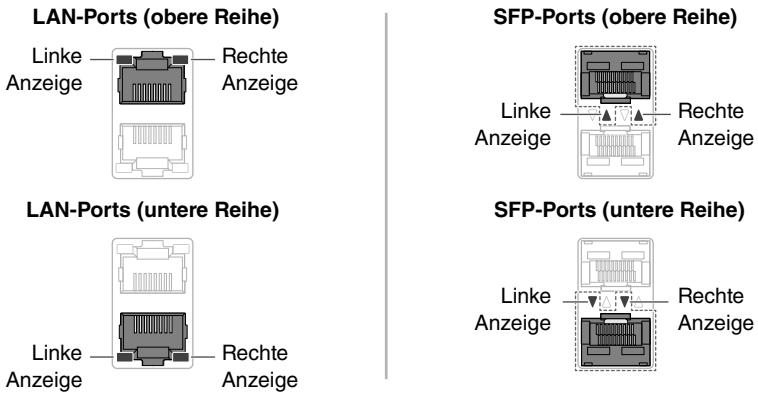 LAN-Ports (obere Reihe)
Linke
Anzeige
Rechte
Anzeige
SFP-Ports (obere Reihe)
Linke
Anzeige
Rechte
Anzeige
LAN-Ports (untere Reihe)
Linke
Anzeige
Rechte
Anzeige
SFP-Ports (untere Reihe)
Linke
Anzeige
Rechte
Anzeige